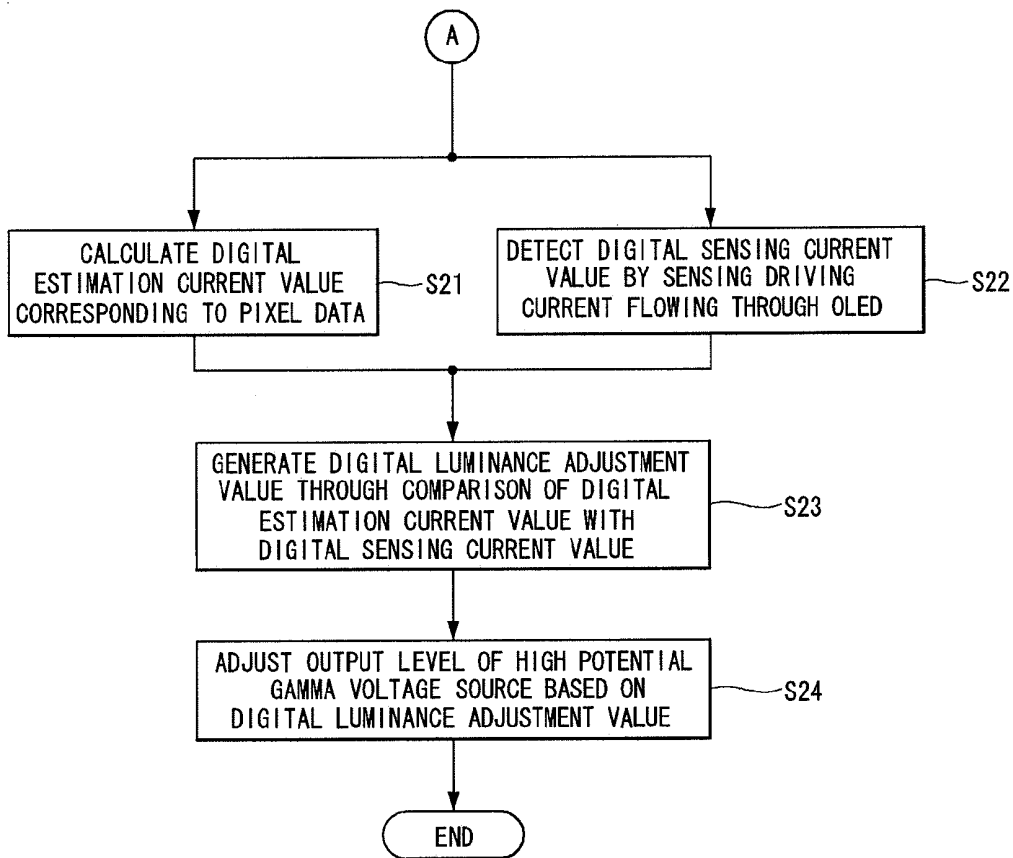 A
CALCULATE DIGITAL
ESTIMATION CURRENT VALUE
CORRESPONDING TO PIXEL DATA
S21
DETECT DIGITAL SENSING CURRENT
VALUE BY SENSING DRIVING
CURRENT FLOWING THROUGH OLED
S22
GENERATE DIGITAL LUMINANCE ADJUSTMENT
VALUE THROUGH COMPARISON OF DIGITAL
ESTIMATION CURRENT VALUE WITH
DIGITAL SENSING CURRENT VALUE
S23
ADJUST OUTPUT LEVEL OF HIGH POTENTIAL
GAMMA VOLTAGE SOURCE BASED ON
DIGITAL LUMINANCE ADJUSTMENT VALUE
S24
END